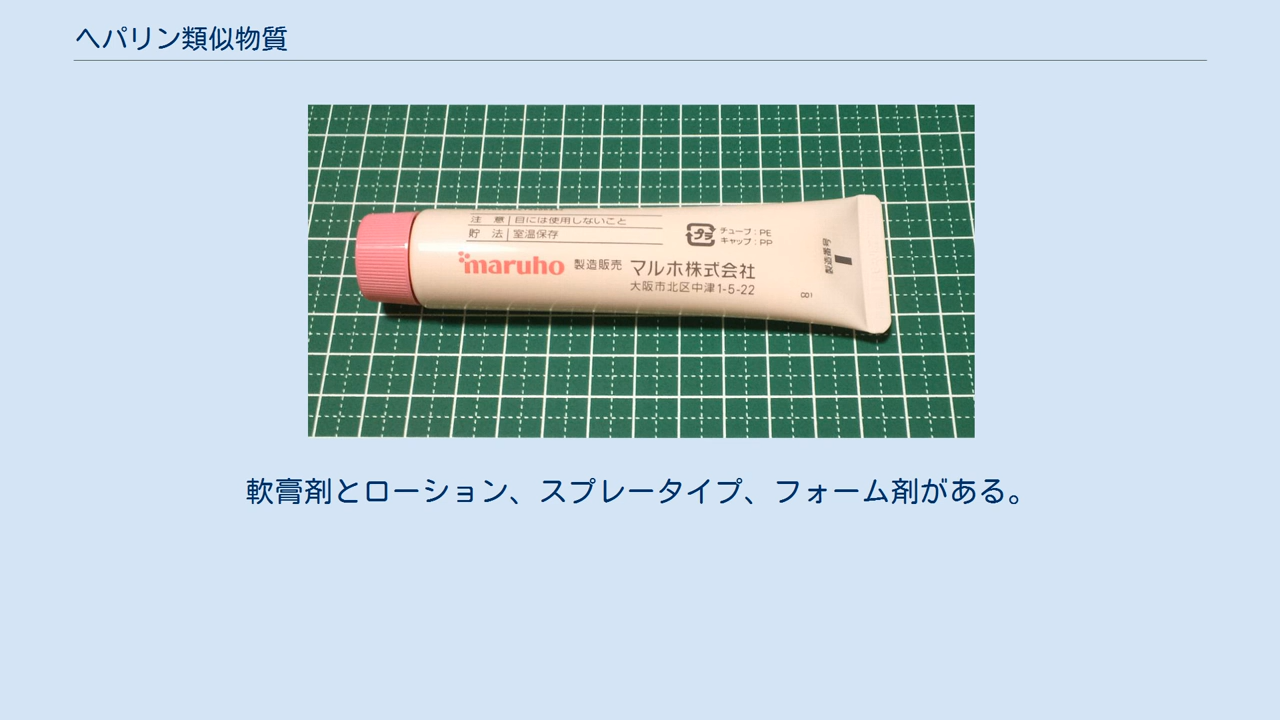 ヘパリン類似物質
注 意 目には使用しないこと
貯 法 室温保存
プラ
チューブ : PE
キャップ : PP
maruho 製造販売 マルホ株式会社
大阪市北区中津1-5-22
製造番号
軟膏剤とローション、スプレータイプ、フォーム剤がある。